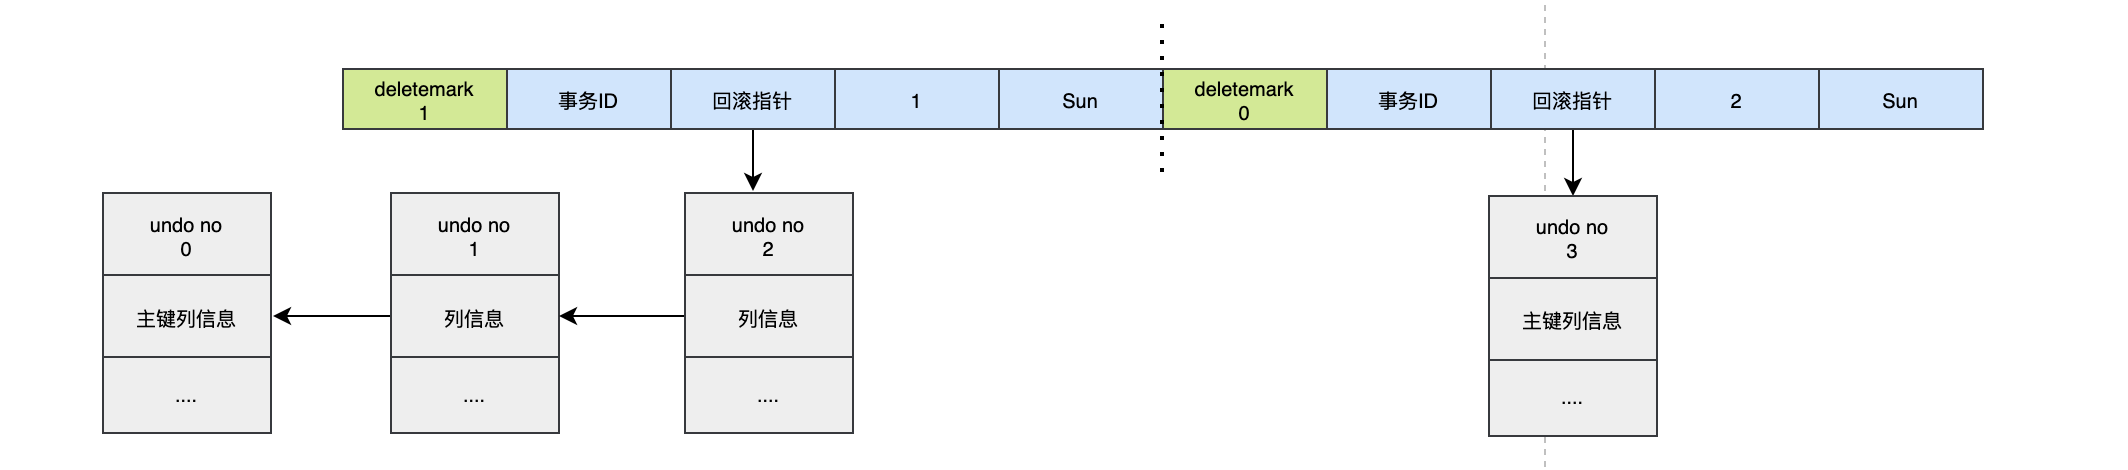 deletemark
1
事务ID
回滚指针
1
Sun
deletemark
0
事务ID
回滚指针
2
Sun
undo no
0
主键列信息
....
undo no
1
列信息
....
undo no
2
列信息
....
undo no
3
主键列信息
....